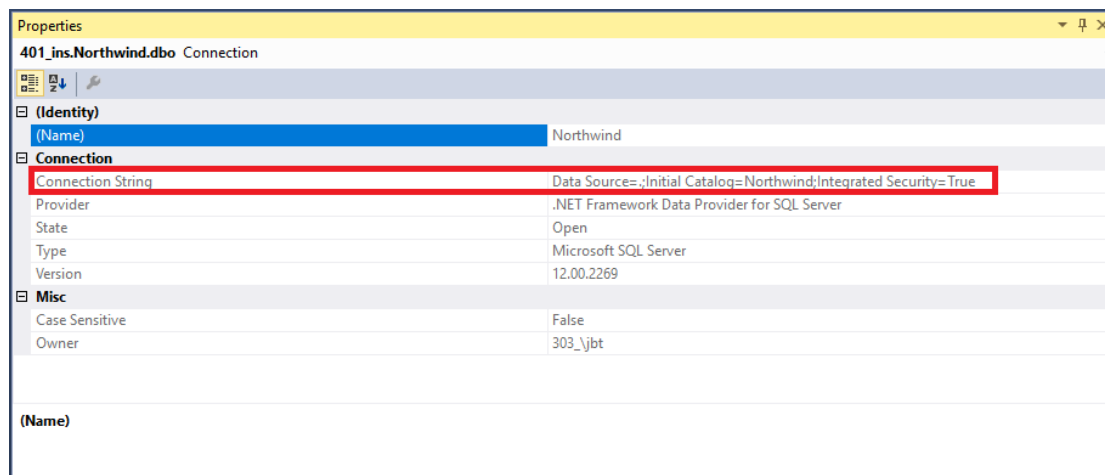 Properties
401_ins.Northwind.dbo Connection
(Identity)
(Name) Northwind
Connection
Connection String Data Source=.;Initial Catalog=Northwind;Integrated Security=True
Provider .NET Framework Data Provider for SQL Server
State Open
Type Microsoft SQL Server
Version 12.00.2269
Misc
Case Sensitive False
Owner 303_\jbt
(Name)